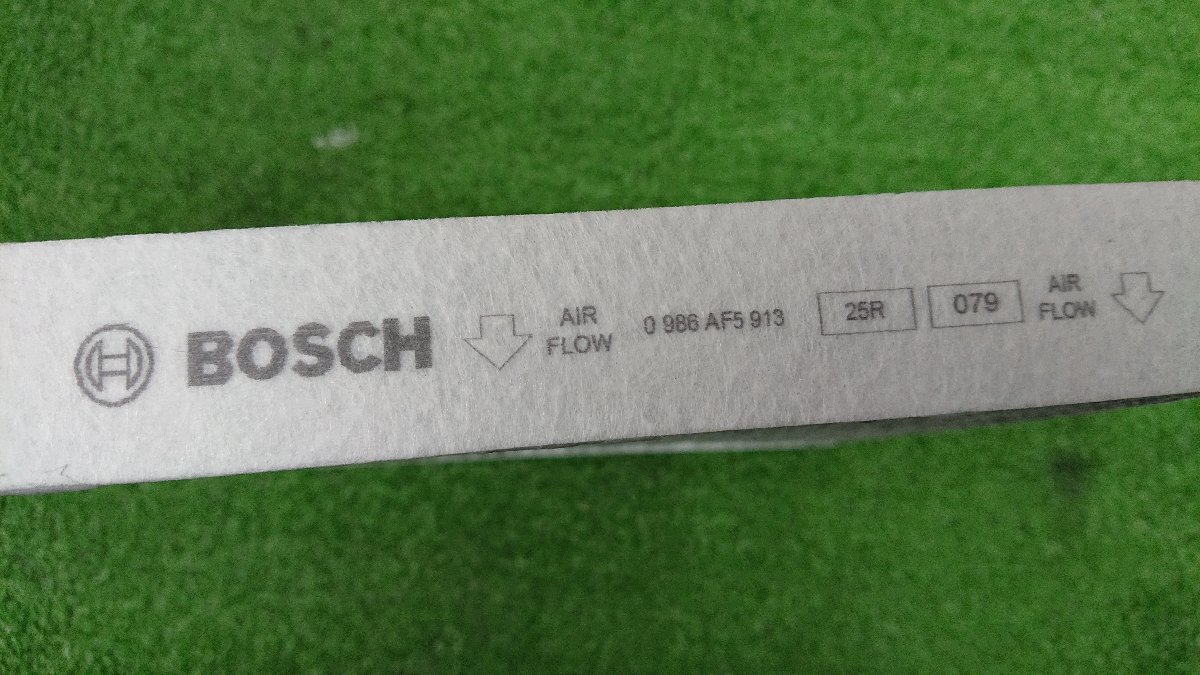 BOSCH
AIR
FLOW
0 986 AF5 913
25R
079
AIR
FLOW